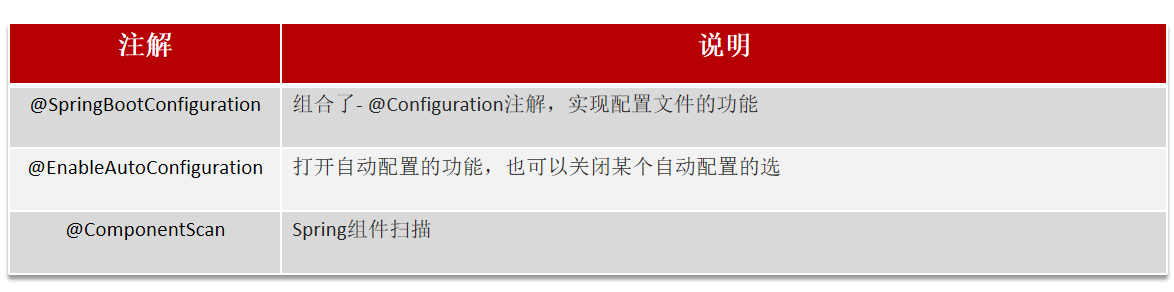 注解 说明
@SpringBootConfiguration 组合了- @Configuration注解，实现配置文件的功能
@EnableAutoConfiguration 打开自动配置的功能，也可以关闭某个自动配置的选
@ComponentScan Spring组件扫描